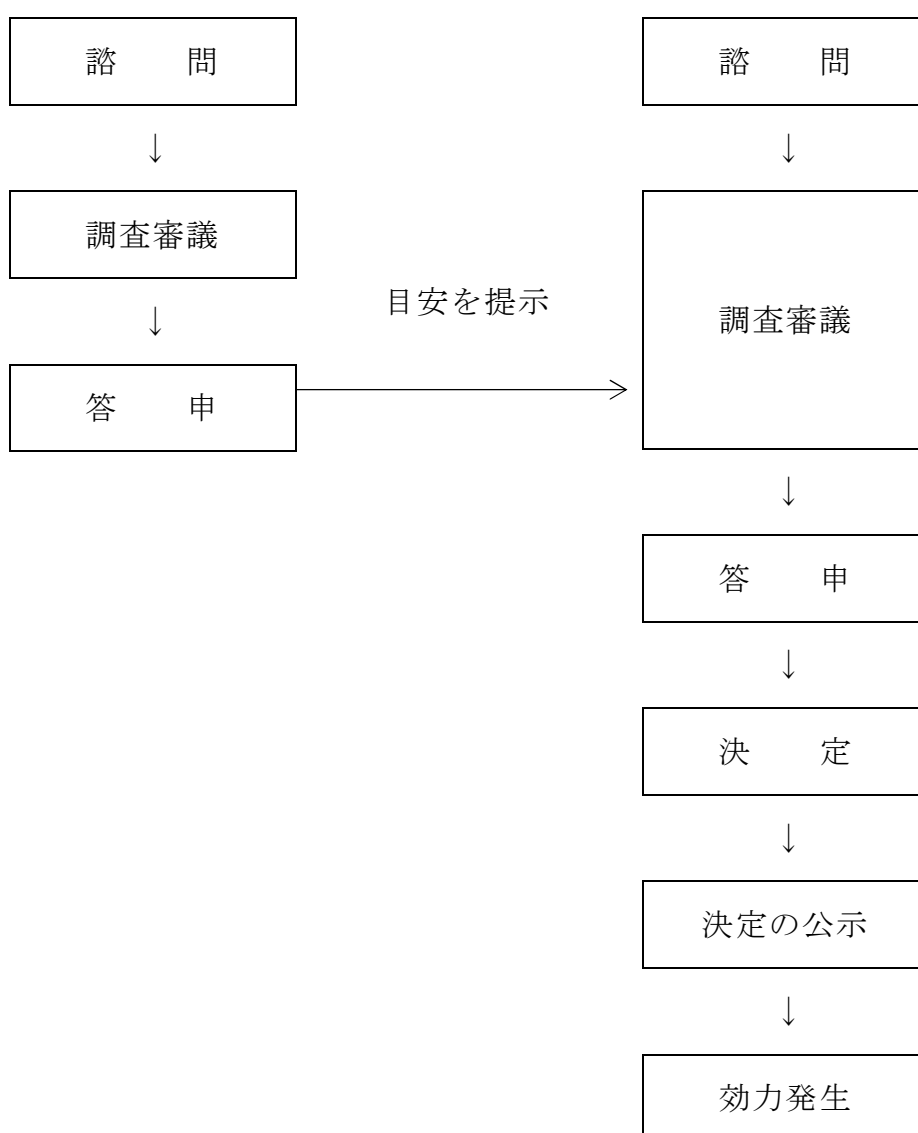 諮　　問
↓
調査審議
↓
答　　申
目安を提示
諮　　問
↓
調査審議
↓
答　　申
↓
決　　定
↓
決定の公示
↓
効力発生